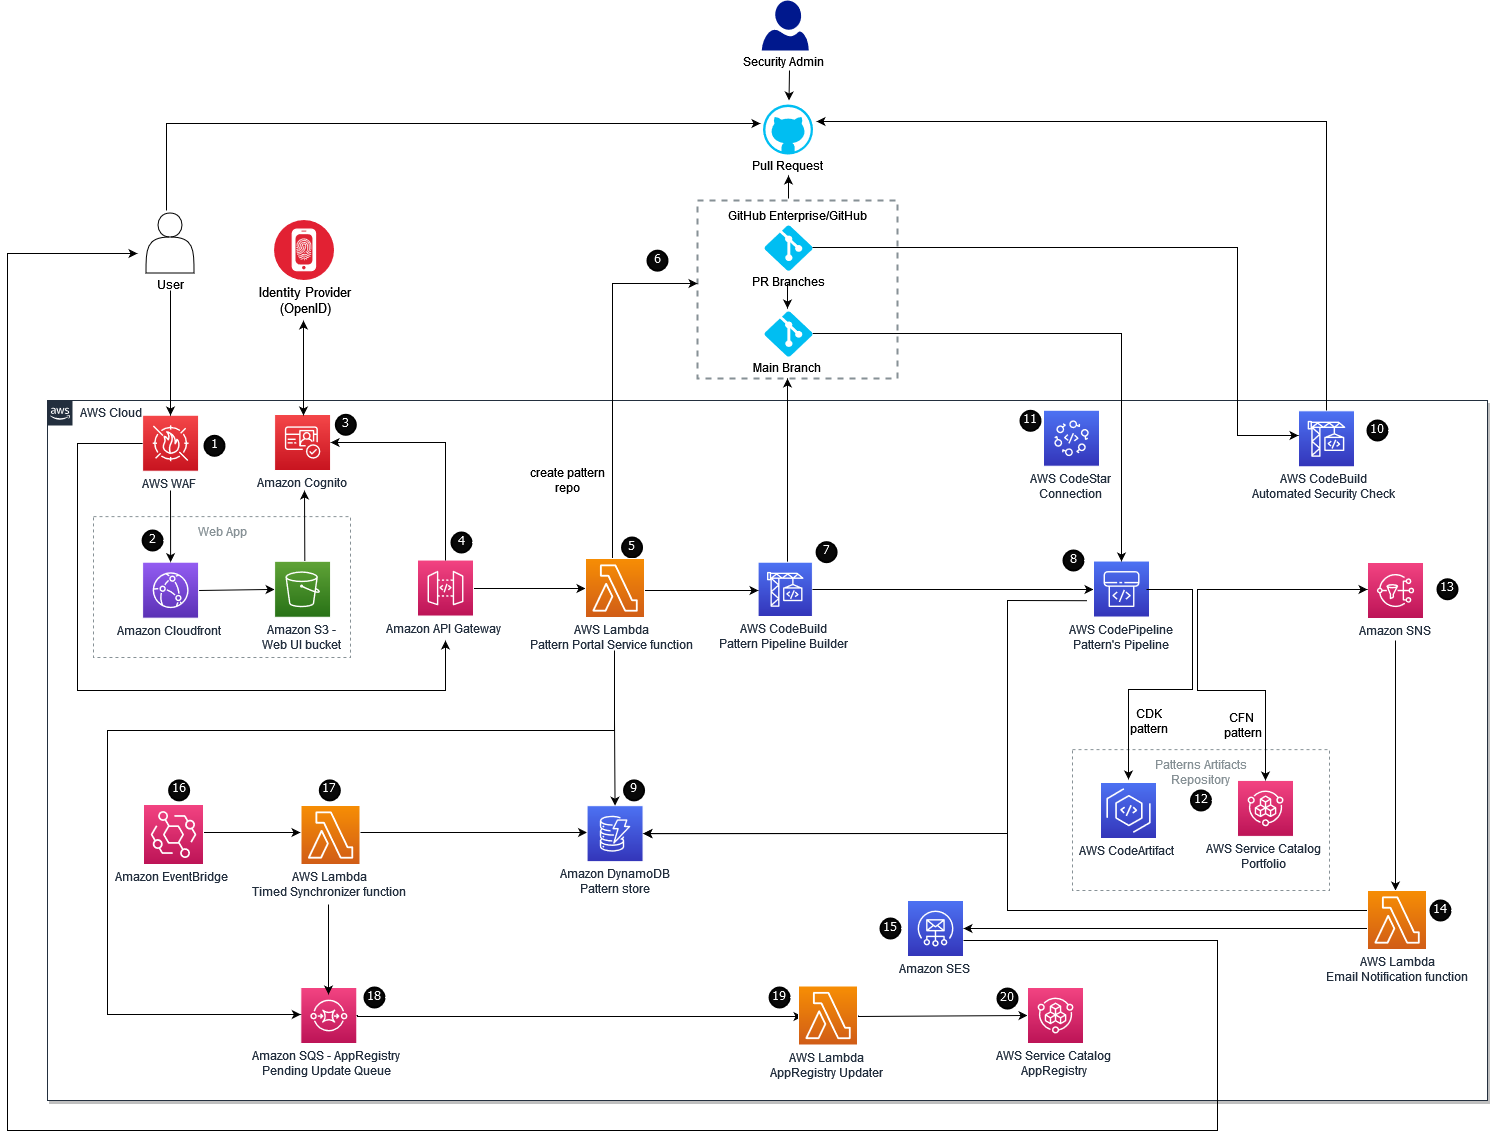 Security Admin
Pull Request
GitHub Enterprise/GitHub
PR Branches
Main Branch
6
User
Identity Provider
(OpenID)
aws
AWS Cloud
1
AWS WAF
3
Amazon Cognito
create pattern
repo
11
AWS CodeStar
Connection
10
AWS CodeBuild
Automated Security Check
Web App
2
Amazon Cloudfront
Amazon S3 -
Web UI bucket
4
Amazon API Gateway
5
AWS Lambda
Pattern Portal Service function
7
AWS CodeBuild
Pattern Pipeline Builder
8
AWS CodePipeline
Pattern's Pipeline
13
Amazon SNS
CDK
pattern
CFN
pattern
Patterns Artifacts
Repository
12
AWS CodeArtifact
AWS Service Catalog
Portfolio
16
Amazon EventBridge
17
AWS Lambda
Timed Synchronizer function
9
Amazon DynamoDB
Pattern store
15
Amazon SES
14
AWS Lambda
Email Notification function
18
Amazon SQS - AppRegistry
Pending Update Queue
19
AWS Lambda
AppRegistry Updater
20
AWS Service Catalog
AppRegistry